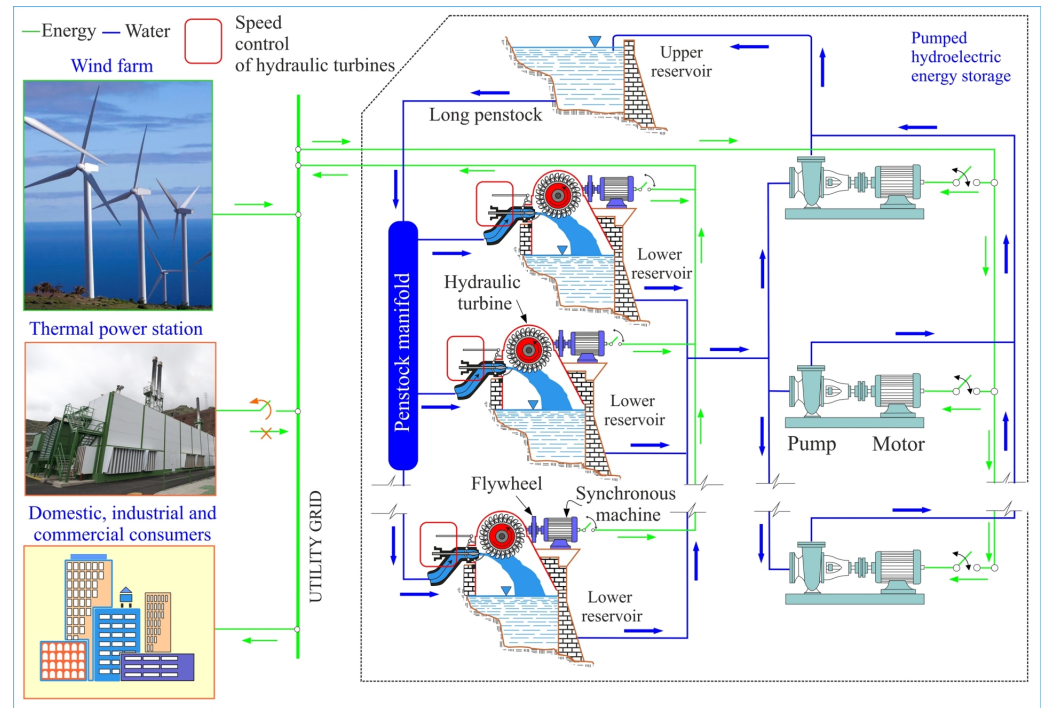 Energy
Water
Speed
control
of hydraulic turbines
Wind farm
Thermal power station
Domestic, industrial and
commercial consumers
UTILITY GRID
Upper
reservoir
Pumped
hydroelectric
energy storage
Long penstock
Penstock manifold
Lower
reservoir
Hydraulic
turbine
Lower
reservoir
Flywheel
Synchronous
machine
Lower
reservoir
Pump
Motor